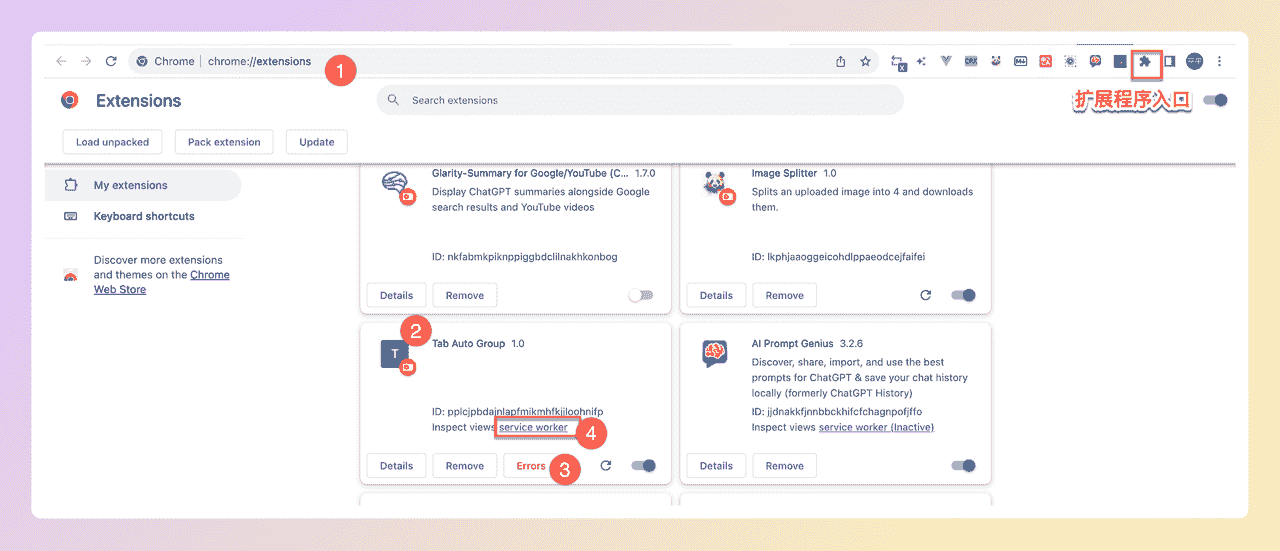 Chrome | chrome://extensions
1
Extensions
Search extensions
扩展程序入口
Load unpacked
Pack extension
Update
My extensions
Keyboard shortcuts
Discover more extensions
and themes on the Chrome
Web Store
Glarity-Summary for Google/YouTube (C... 1.7.0
Display ChatGPT summaries alongside Google
search results and YouTube videos
ID: nkfabmkpiknppiggbdclilnakhkonbog
Details
Remove
Image Splitter 1.0
Splits an uploaded image into 4 and downloads
them.
ID: lkphjaaoggeicohdlppaeodcejfaifei
Details
Remove
2
T
Tab Auto Group 1.0
ID: pplcjpbdajnlapfmikmhfkjjloohnifp
Inspect views service worker
4
Details
Remove
Errors
3
AI Prompt Genius 3.2.6
Discover, share, import, and use the best
prompts for ChatGPT & save your chat history
locally (formerly ChatGPT History)
ID: jjdnakkfjnnbbckhifcfchagnpofjffo
Inspect views service worker (Inactive)
Details
Remove